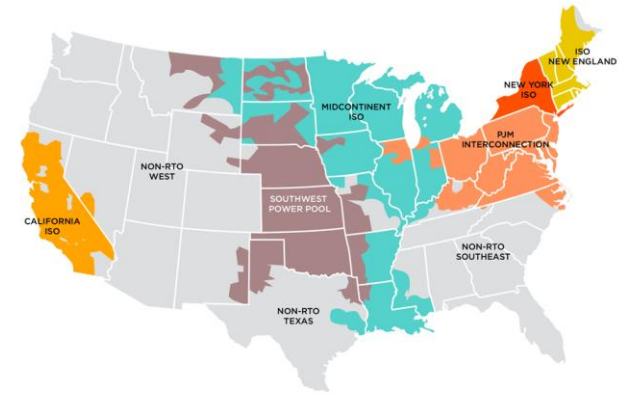 ISO
NEW ENGLAND
NEW YORK
ISO
MIDCONTINENT
ISO
PJM
INTERCONNECTION
NON-RTO
WEST
SOUTHWEST
POWER POOL
CALIFORNIA
ISO
NON-RTO
SOUTHEAST
NON-RTO
TEXAS